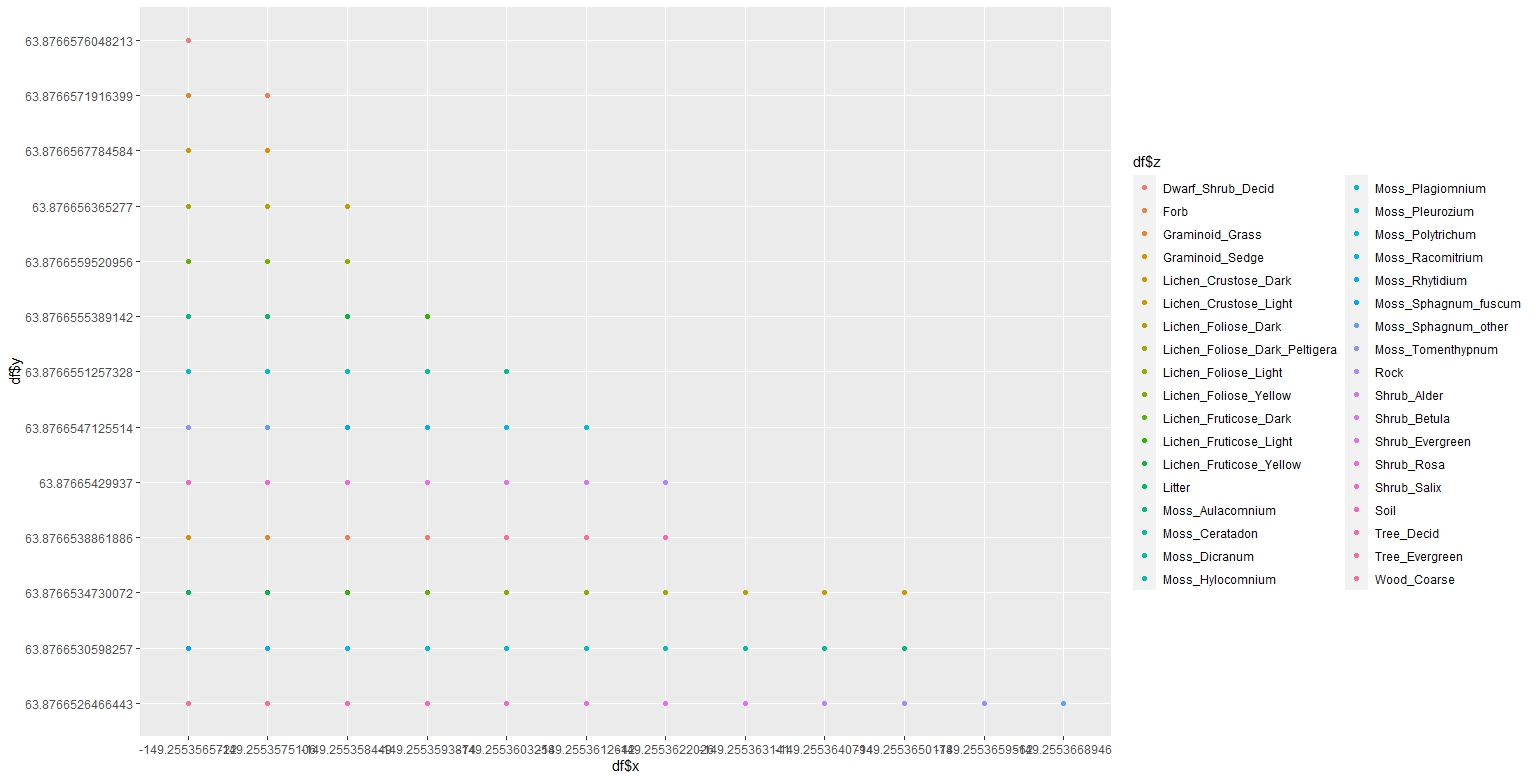 63.8766576048213
63.8766571916399
63.8766567784584
63.876656365277
63.8766559520956
63.8766555389142
63.8766551257328
63.8766547125514
63.87665429937
63.8766538861886
63.8766534730072
63.8766530598257
63.8766526466443
df$y
df$x
df$z
Dwarf_Shrub_Decid
Forb
Graminoid_Grass
Graminoid_Sedge
Lichen_Crustose_Dark
Lichen_Crustose_Light
Lichen_Foliose_Dark
Lichen_Foliose_Dark_Peltigera
Lichen_Foliose_Light
Lichen_Foliose_Yellow
Lichen_Fruticose_Dark
Lichen_Fruticose_Light
Lichen_Fruticose_Yellow
Litter
Moss_Aulacomnium
Moss_Ceratadon
Moss_Dicranum
Moss_Hylocomnium
Moss_Plagiomnium
Moss_Pleurozium
Moss_Polytrichum
Moss_Racomitrium
Moss_Rhytidium
Moss_Sphagnum_fuscum
Moss_Sphagnum_other
Moss_Tomenthypnum
Rock
Shrub_Alder
Shrub_Betula
Shrub_Evergreen
Shrub_Rosa
Shrub_Salix
Soil
Tree_Decid
Tree_Evergreen
Wood_Coarse